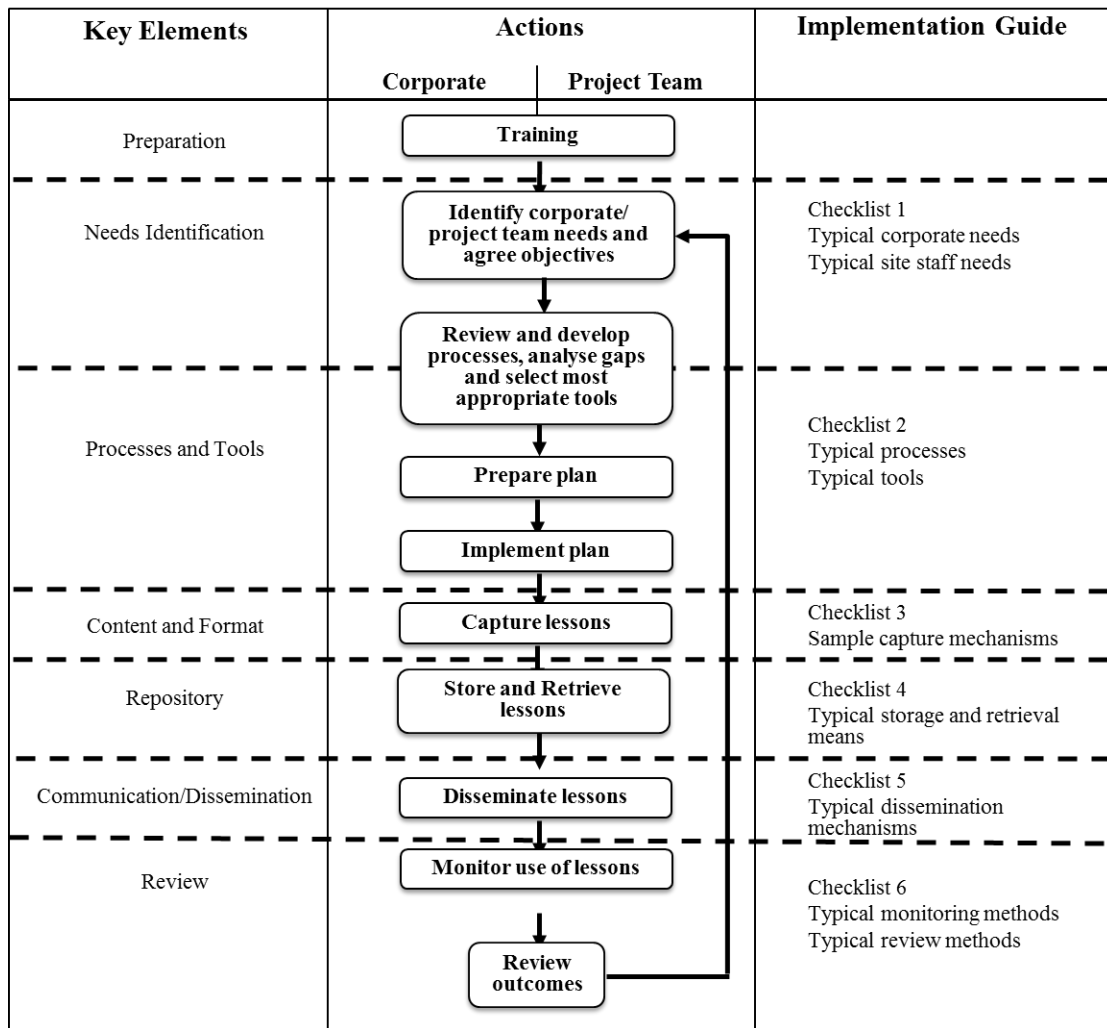 Key Elements
Actions
Implementation Guide
Corporate
Project Team
Preparation
Training
Needs Identification
Identify corporate/
project team needs and
agree objectives
Checklist 1
Typical corporate needs
Typical site staff needs
Review and develop
processes, analyse gaps
and select most
appropriate tools
Processes and Tools
Checklist 2
Typical processes
Typical tools
Prepare plan
Implement plan
Content and Format
Capture lessons
Checklist 3
Sample capture mechanisms
Repository
Store and Retrieve
lessons
Checklist 4
Typical storage and retrieval
means
Communication/Dissemination
Disseminate lessons
Checklist 5
Typical dissemination
mechanisms
Review
Monitor use of lessons
Checklist 6
Typical monitoring methods
Typical review methods
Review
outcomes